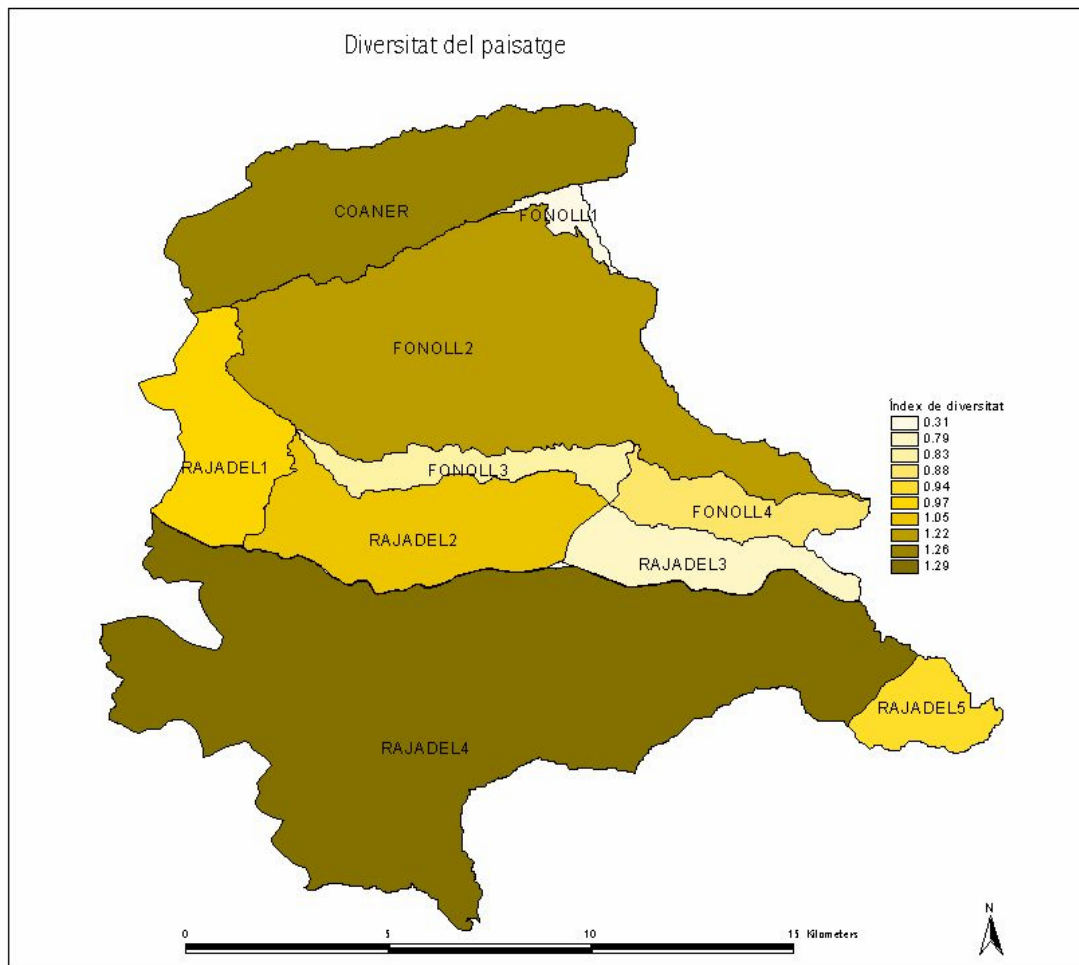 Diversitat del paisatge
COANER
FONOLL1
FONOLL2
RAJADEL1
FONOLL3
FONOLL4
RAJADEL2
RAJADEL3
RAJADEL5
RAJADEL4
Índex de diversitat
0.31
0.79
0.83
0.88
0.94
0.97
1.05
1.22
1.26
1.29
0 5 10 15 Kilometers
N